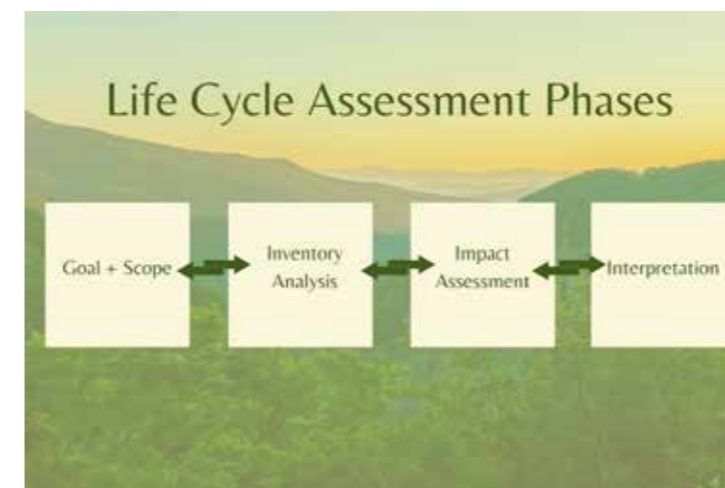 Life Cycle Assessment Phases
Goal + Scope
Inventory
Analysis
Impact
Assessment
Interpretation